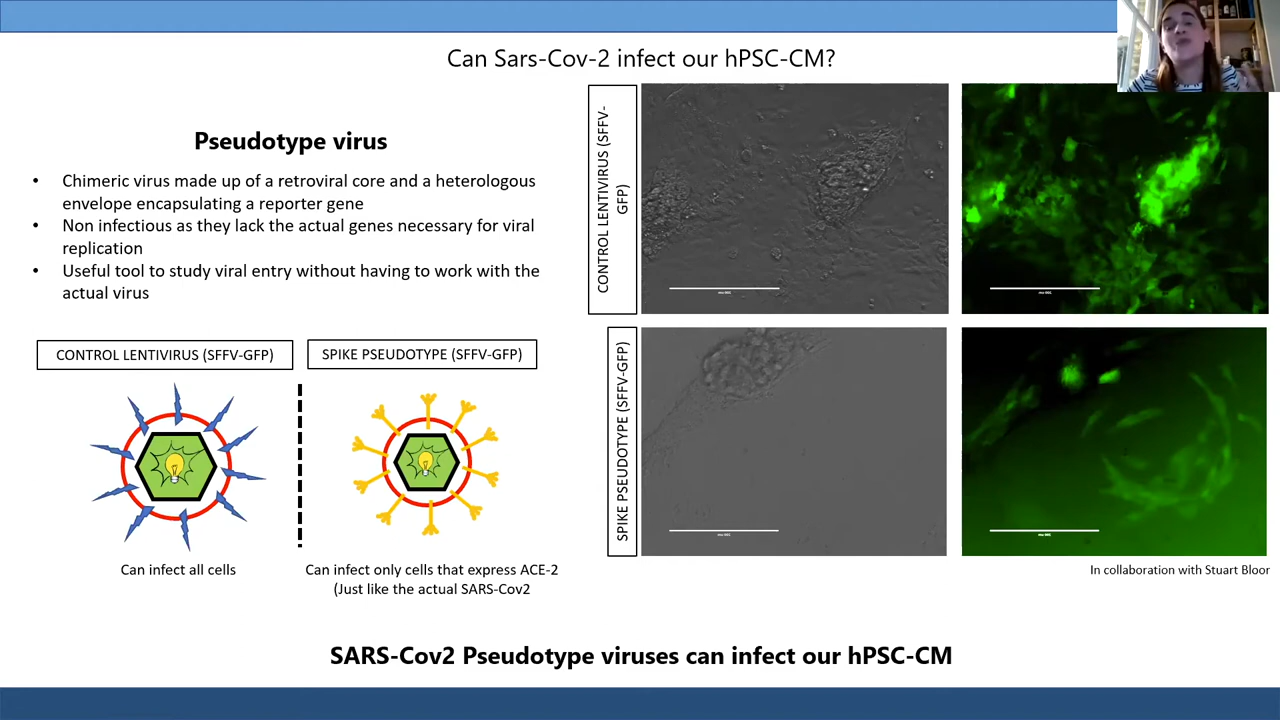 Can Sars-Cov-2 infect our hPSC-CM?
Pseudotype virus
• Chimeric virus made up of a retroviral core and a heterologous
envelope encapsulating a reporter gene
• Non infectious as they lack the actual genes necessary for viral
replication
• Useful tool to study viral entry without having to work with the
actual virus
CONTROL LENTIVIRUS (SFFV-GFP)
SPIKE PSEUDOTYPE (SFFV-GFP)
Can infect all cells
Can infect only cells that express ACE-2
(Just like the actual SARS-Cov2
CONTROL LENTIVIRUS (SFFV-
GFP)
SPIKE PSEUDOTYPE (SFFV-GFP)
In collaboration with Stuart Bloor
SARS-Cov2 Pseudotype viruses can infect our hPSC-CM